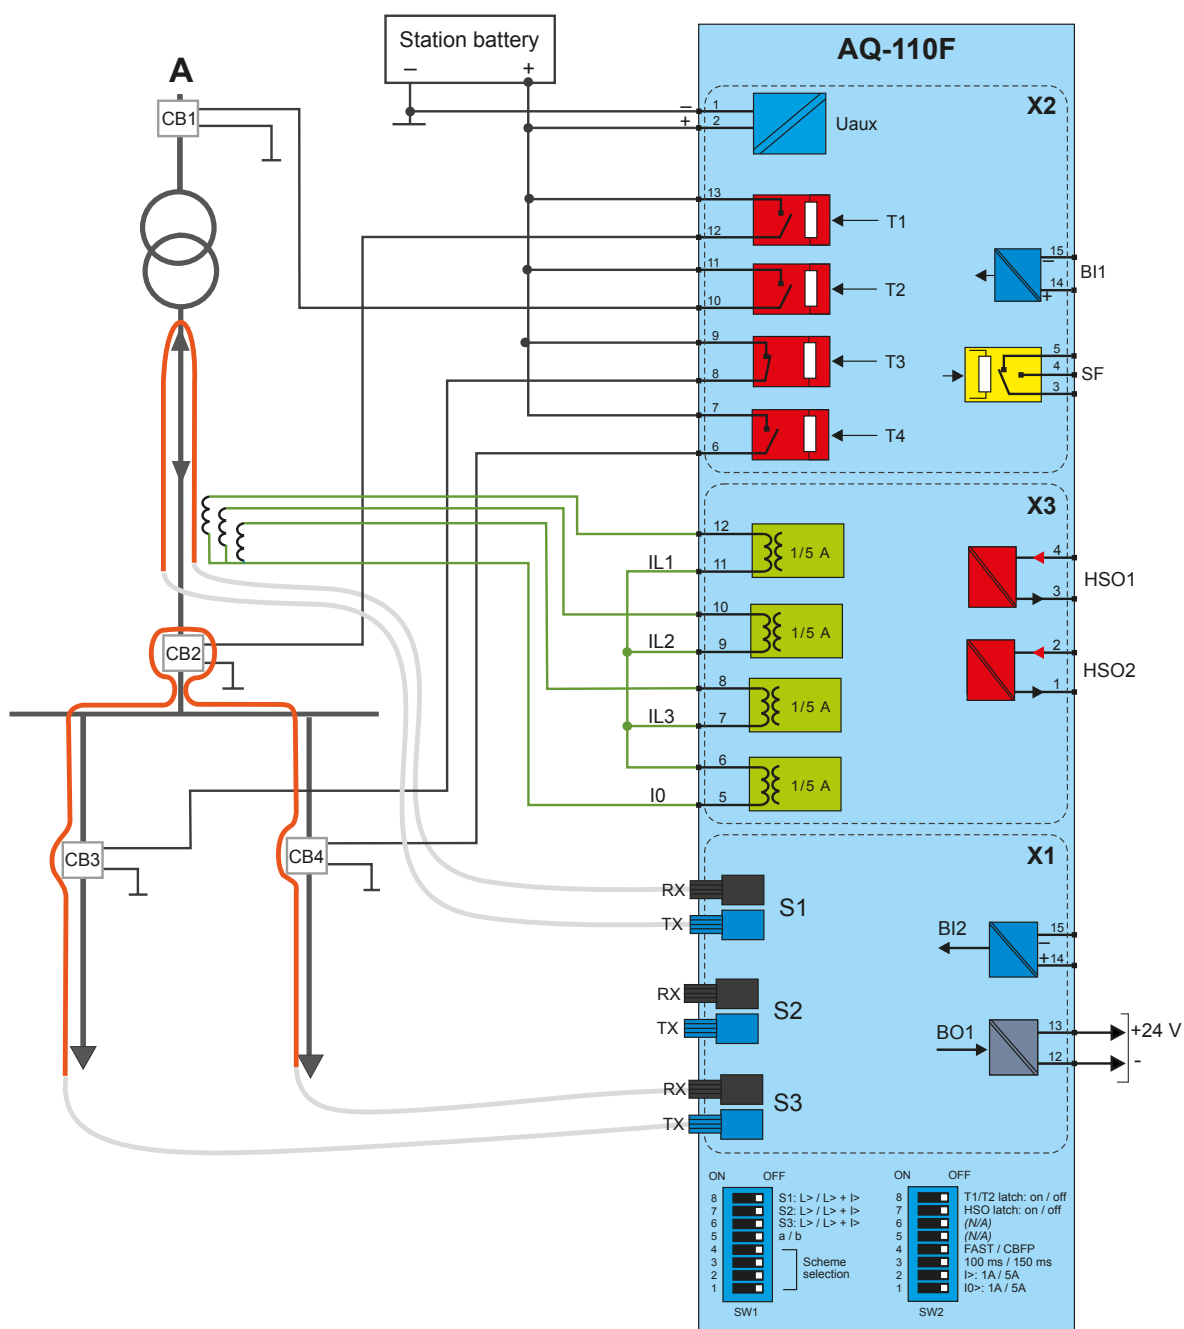 Station battery
– +
AQ-110F
A
CB1
X2
– 1
+ 2
Uaux
13
12
T1
11
10
T2
9
8
T3
7
6
T4
15
–
14
+
BI1
5
4
3
SF
X3
12
11
IL1
1/5 A
10
9
IL2
1/5 A
8
7
IL3
1/5 A
6
5
I0
1/5 A
4
3
HSO1
2
1
HSO2
CB2
CB3
CB4
X1
RX
TX
S1
RX
TX
S2
RX
TX
S3
BI2
15
–
+ 14
BO1
13
12
+24 V
-
ON OFF
8 S1: L> / L> + I>
7 S2: L> / L> + I>
6 S3: L> / L> + I>
5 a / b
4
3 Scheme
2 selection
1
SW1
ON OFF
8 T1/T2 latch: on / off
7 HSO latch: on / off
6 (N/A)
5 (N/A)
4 FAST / CBFP
3 100 ms / 150 ms
2 I>: 1A / 5A
1 I0>: 1A / 5A
SW2